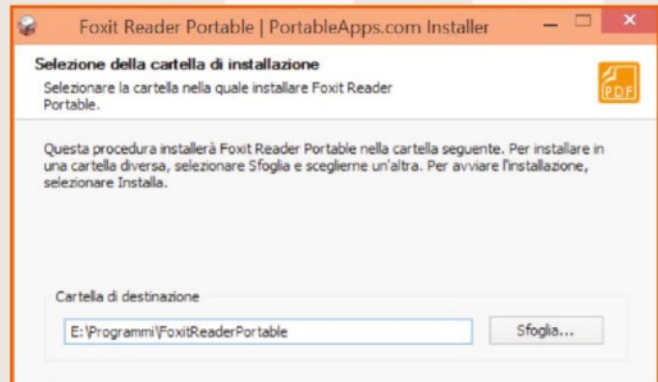 Foxit Reader Portable | PortableApps.com Installer
Selezione della cartella di installazione
Selezionare la cartella nella quale installare Foxit Reader
Portable.
PDF
Questa procedura installerà Foxit Reader Portable nella cartella seguente. Per installare in
una cartella diversa, selezionare Sfoglia e sceglierne un'altra. Per avviare l'installazione,
selezionare Installa.
Cartella di destinazione
E:\Programmi\FoxitReaderPortable
Sfoglia...